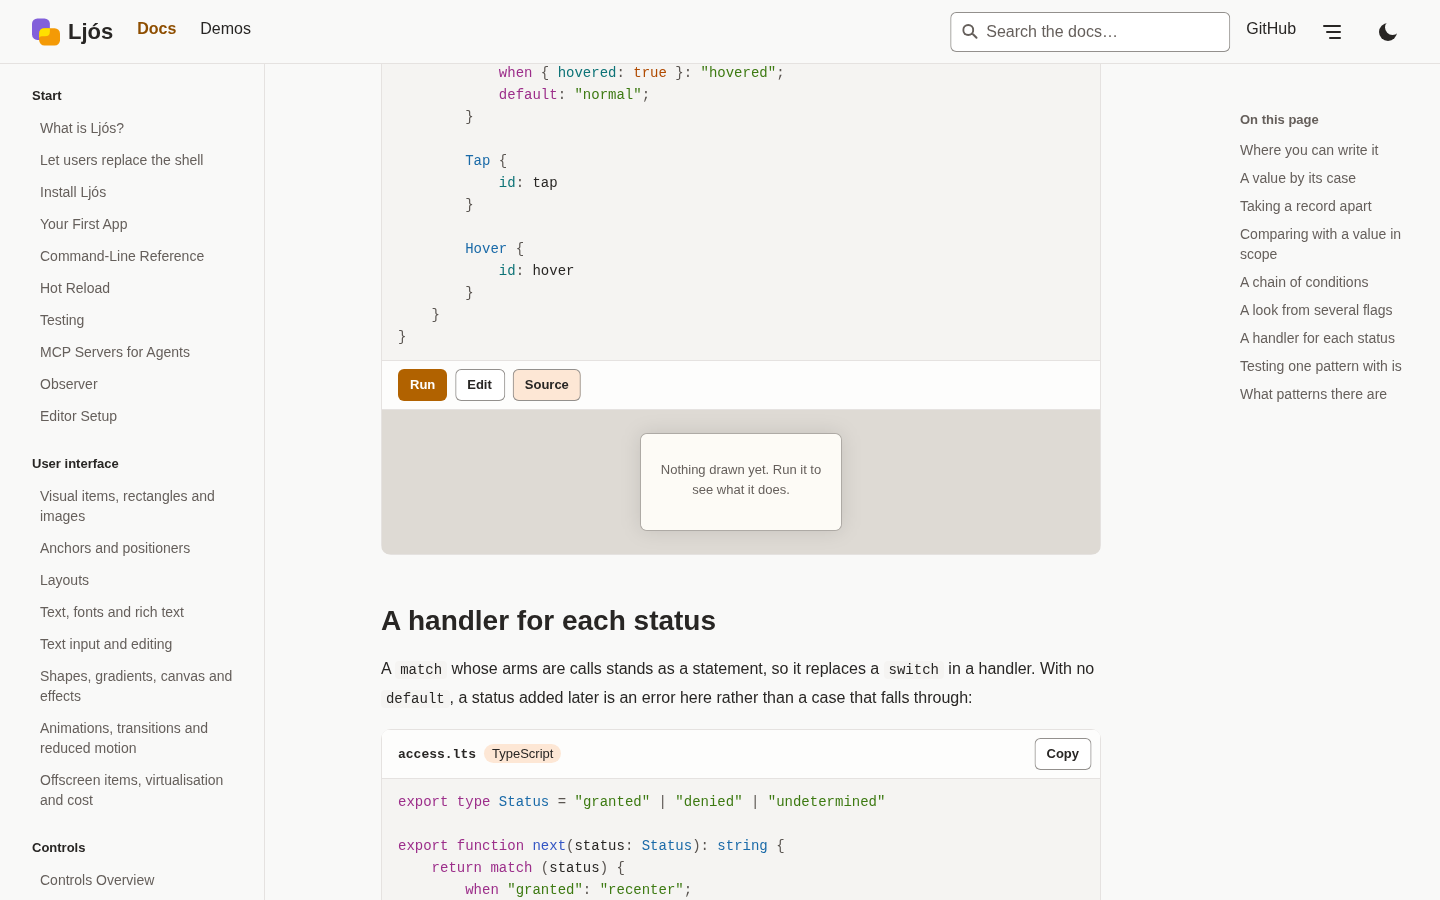 Ljós
Docs
Demos
Search the docs…
GitHub
Start
What is Ljós?
Let users replace the shell
Install Ljós
Your First App
Command-Line Reference
Hot Reload
Testing
MCP Servers for Agents
Observer
Editor Setup
User interface
Visual items, rectangles and
images
Anchors and positioners
Layouts
Text, fonts and rich text
Text input and editing
Shapes, gradients, canvas and
effects
Animations, transitions and
reduced motion
Offscreen items, virtualisation
and cost
Controls
Controls Overview
when { hovered: true }: "hovered";
default: "normal";
}
Tap {
id: tap
}
Hover {
id: hover
}
}
}
Run
Edit
Source
Nothing drawn yet. Run it to
see what it does.
A handler for each status
A match whose arms are calls stands as a statement, so it replaces a switch in a handler. With no
default, a status added later is an error here rather than a case that falls through:
access.lts
TypeScript
Copy
export type Status = "granted" | "denied" | "undetermined"
export function next(status: Status): string {
return match (status) {
when "granted": "recenter";
On this page
Where you can write it
A value by its case
Taking a record apart
Comparing with a value in
scope
A chain of conditions
A look from several flags
A handler for each status
Testing one pattern with is
What patterns there are